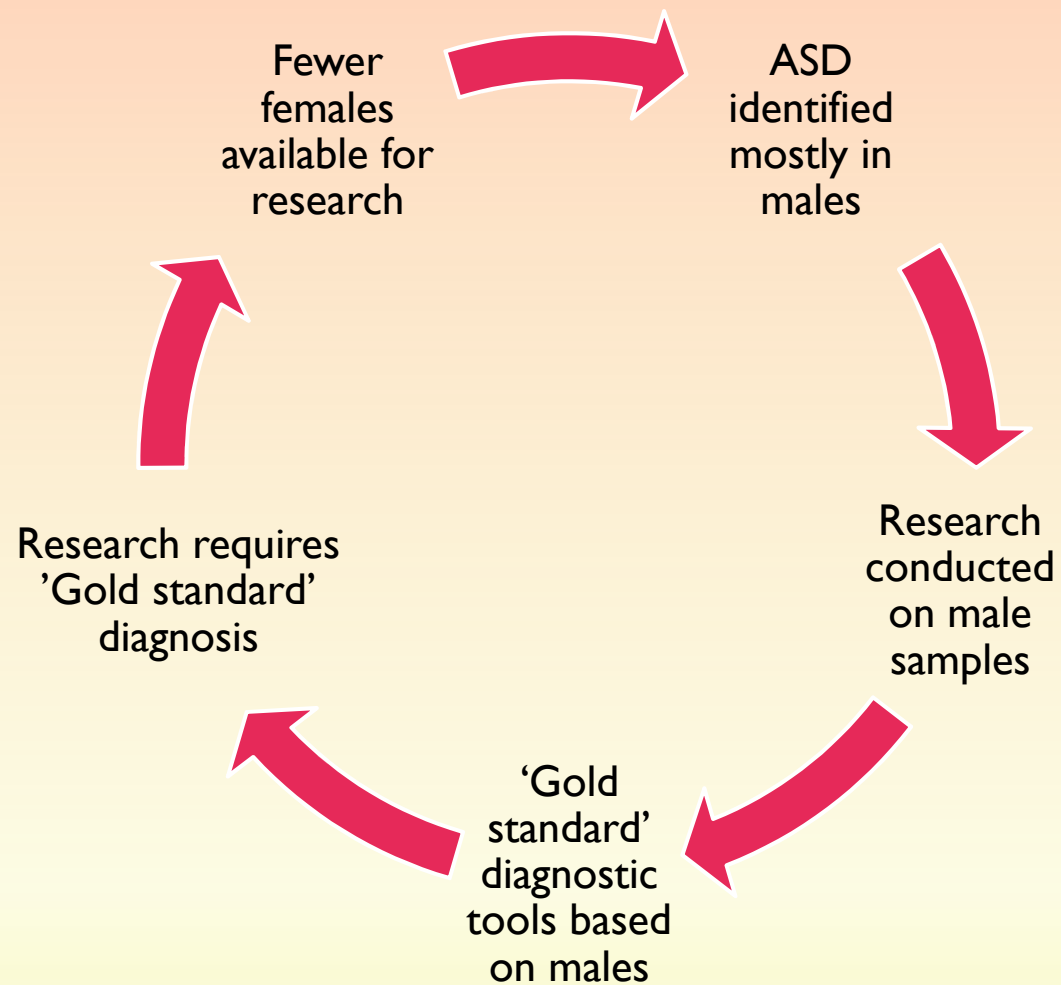 Fewer
females
available for
research
ASD
identified
mostly in
males
Research
conducted
on male
samples
‘Gold
standard’
diagnostic
tools based
on males
Research requires
’Gold standard’
diagnosis